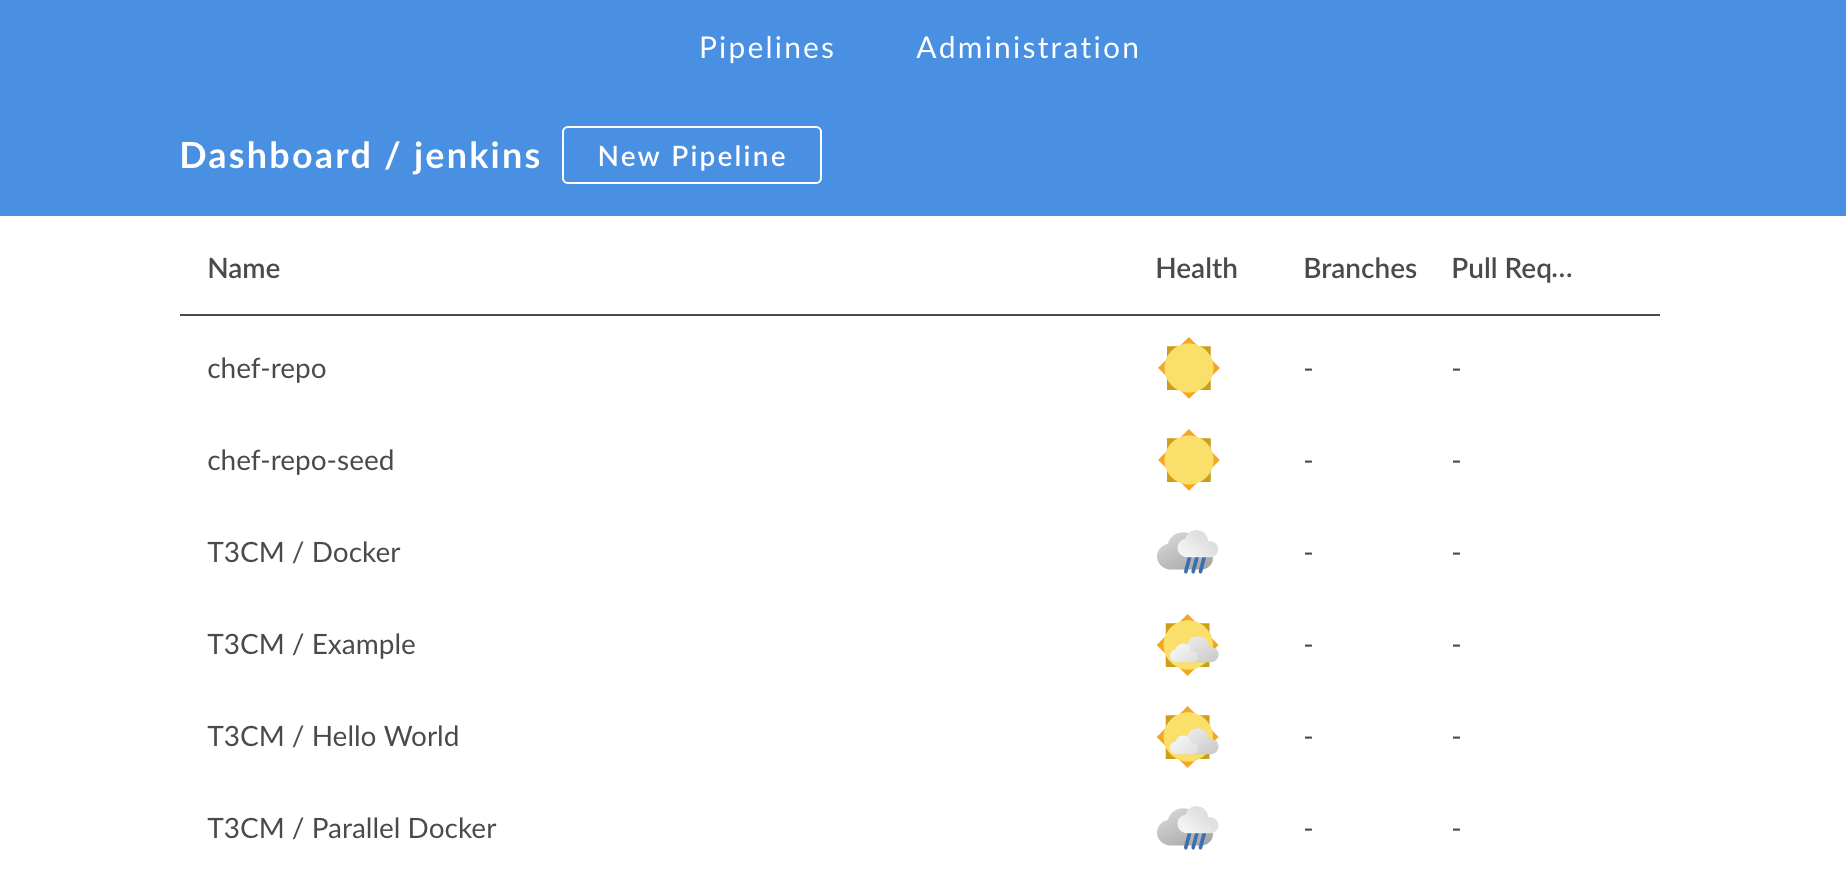 Pipelines Administration
Dashboard / jenkins New Pipeline
Name Health Branches Pull Req...
chef-repo - -
chef-repo-seed - -
T3CM / Docker - -
T3CM / Example - -
T3CM / Hello World - -
T3CM / Parallel Docker - -